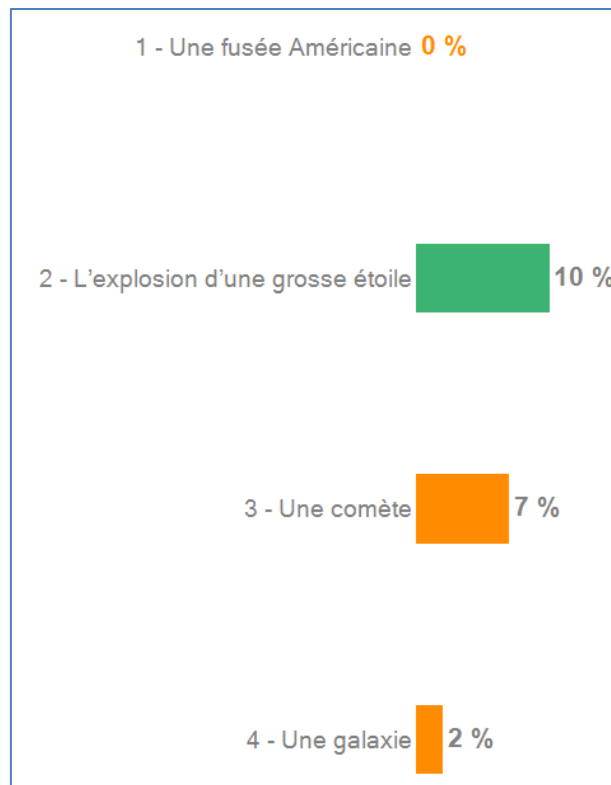 1 - Une fusée Américaine 0 %
2 - L'explosion d'une grosse étoile 10 %
3 - Une comète 7 %
4 - Une galaxie 2 %